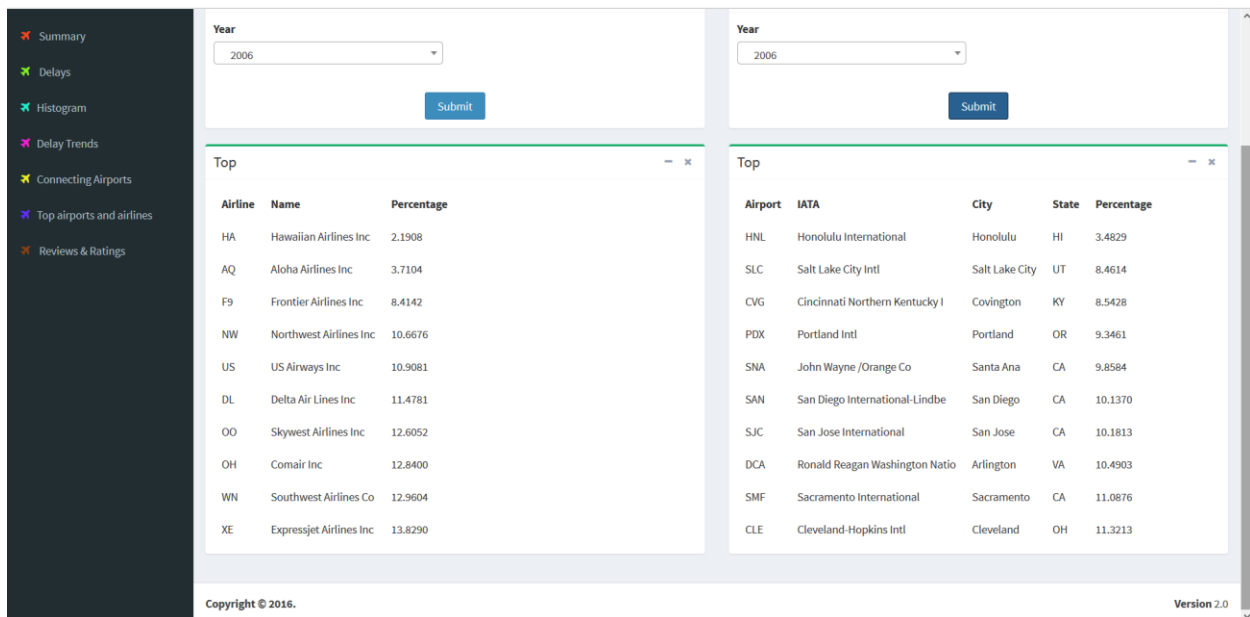 Summary
Delays
Histogram
Delay Trends
Connecting Airports
Top airports and airlines
Reviews & Ratings
Year
2006
Submit
Year
2006
Submit
Top
Airline Name Percentage
HA Hawaiian Airlines Inc 2.1908
AQ Aloha Airlines Inc 3.7104
F9 Frontier Airlines Inc 8.4142
NW Northwest Airlines Inc 10.6676
US US Airways Inc 10.9081
DL Delta Air Lines Inc 11.4781
OO Skywest Airlines Inc 12.6052
OH Comair Inc 12.8400
WN Southwest Airlines Co 12.9604
XE Expressjet Airlines Inc 13.8290
Top
Airport IATA City State Percentage
HNL Honolulu International Honolulu HI 3.4829
SLC Salt Lake City Intl Salt Lake City UT 8.4614
CVG Cincinnati Northern Kentucky I Covington KY 8.5428
PDX Portland Intl Portland OR 9.3461
SNA John Wayne /Orange Co Santa Ana CA 9.8584
SAN San Diego International-Lindbe San Diego CA 10.1370
SJC San Jose International San Jose CA 10.1813
DCA Ronald Reagan Washington Natio Arlington VA 10.4903
SMF Sacramento International Sacramento CA 11.0876
CLE Cleveland-Hopkins Intl Cleveland OH 11.3213
Copyright © 2016.
Version 2.0